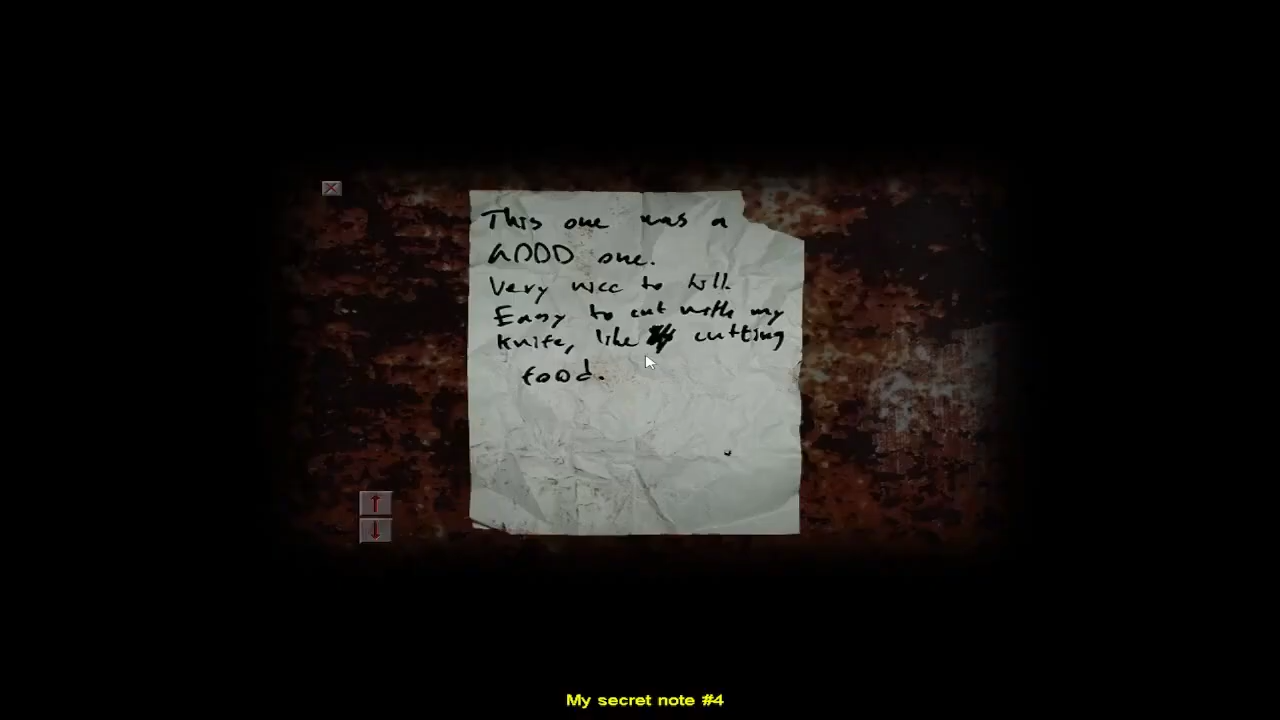 This one was a
GOOD one.
Very nice to kill.
Easy to cut with my
knife, like cutting
food.
My secret note #4